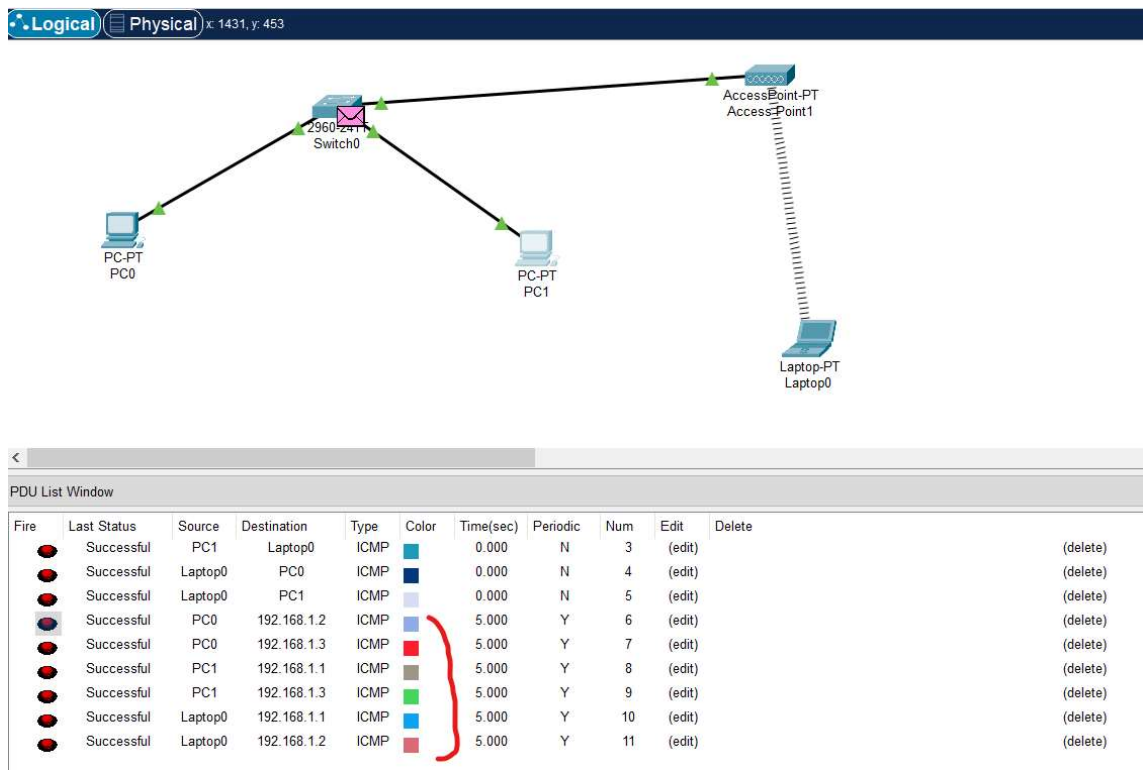 Logical Physical x: 1431, y: 453
AccessPoint-PT
Access Point1
2960-24TT
Switch0
PC-PT
PC0
PC-PT
PC1
Laptop-PT
Laptop0
<
PDU List Window
Fire Last Status Source Destination Type Color Time(sec) Periodic Num Edit Delete
Successful PC1 Laptop0 ICMP 0.000 N 3 (edit) (delete)
Successful Laptop0 PC0 ICMP 0.000 N 4 (edit) (delete)
Successful Laptop0 PC1 ICMP 0.000 N 5 (edit) (delete)
Successful PC0 192.168.1.2 ICMP 5.000 Y 6 (edit) (delete)
Successful PC0 192.168.1.3 ICMP 5.000 Y 7 (edit) (delete)
Successful PC1 192.168.1.1 ICMP 5.000 Y 8 (edit) (delete)
Successful PC1 192.168.1.3 ICMP 5.000 Y 9 (edit) (delete)
Successful Laptop0 192.168.1.1 ICMP 5.000 Y 10 (edit) (delete)
Successful Laptop0 192.168.1.2 ICMP 5.000 Y 11 (edit) (delete)